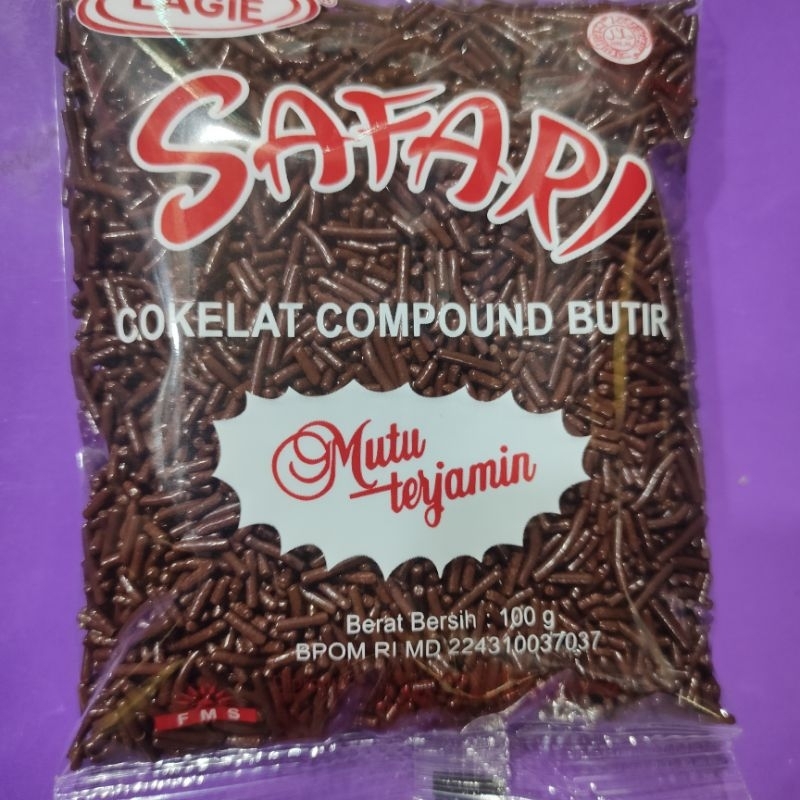 LAGIE
SAFARI
COKELAT COMPOUND BUTIR
Mutu
terjamin
Berat Bersih : 100 g
BPOM RI MD 224310037037
FMS